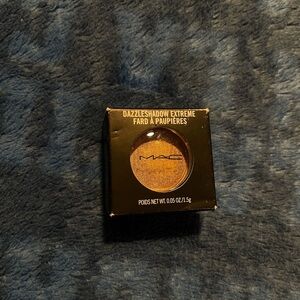 DAZZLESHADOW EXTREME
FARD À PAUPIÈRES
MAC
POIDS NET WT. 0.05 OZ/1.5g